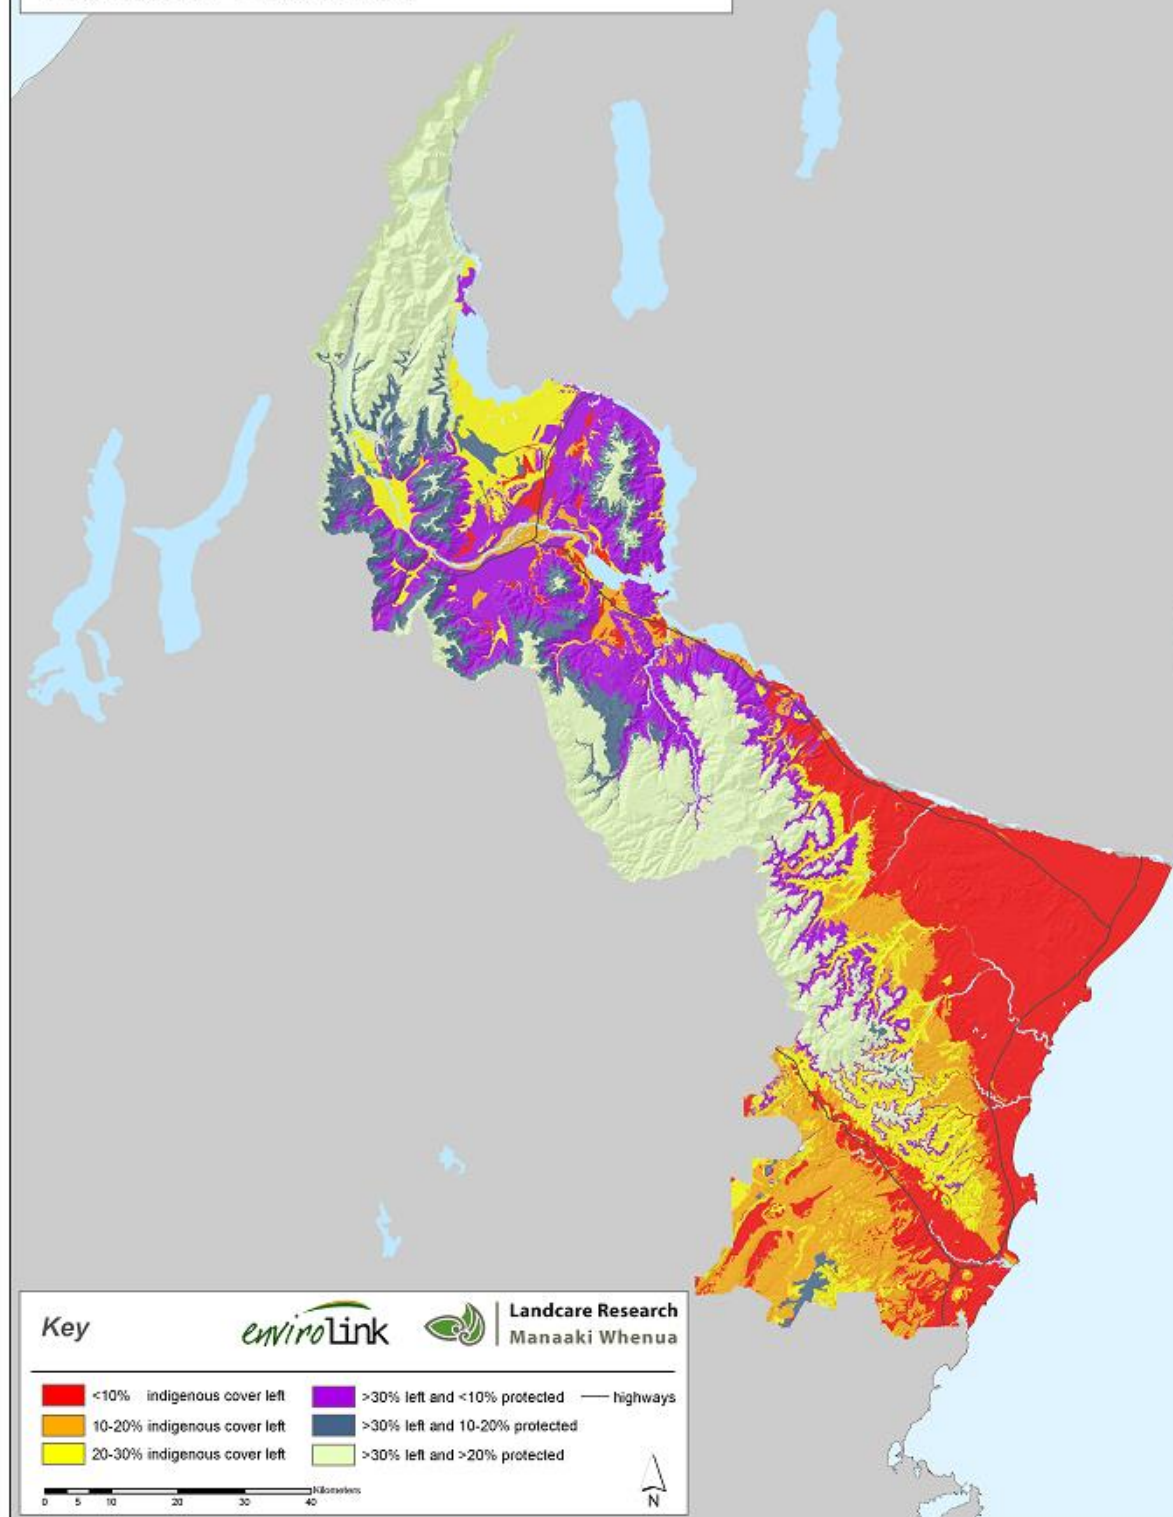 Key
envirolink
Landcare Research
Manaaki Whenua
<10% indigenous cover left
10-20% indigenous cover left
20-30% indigenous cover left
>30% left and <10% protected
>30% left and 10-20% protected
>30% left and >20% protected
highways
Kilometers
0 5 10 20 30 40
N